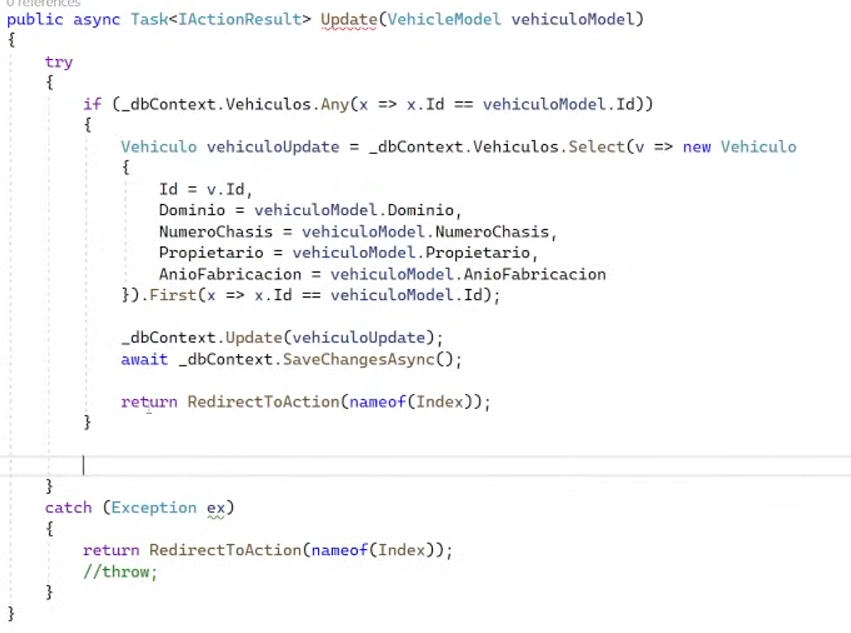 0 references
public async Task<IActionResult> Update(VehicleModel vehiculoModel)
{
try
{
if (_dbContext.Vehiculos.Any(x => x.Id == vehiculoModel.Id))
{
Vehiculo vehiculoUpdate = _dbContext.Vehiculos.Select(v => new Vehiculo
{
Id = v.Id,
Dominio = vehiculoModel.Dominio,
NumeroChasis = vehiculoModel.NumeroChasis,
Propietario = vehiculoModel.Propietario,
AnioFabricacion = vehiculoModel.AnioFabricacion
}).First(x => x.Id == vehiculoModel.Id);
_dbContext.Update(vehiculoUpdate);
await _dbContext.SaveChangesAsync();
return RedirectToAction(nameof(Index));
}
}
catch (Exception ex)
{
return RedirectToAction(nameof(Index));
//throw;
}
}